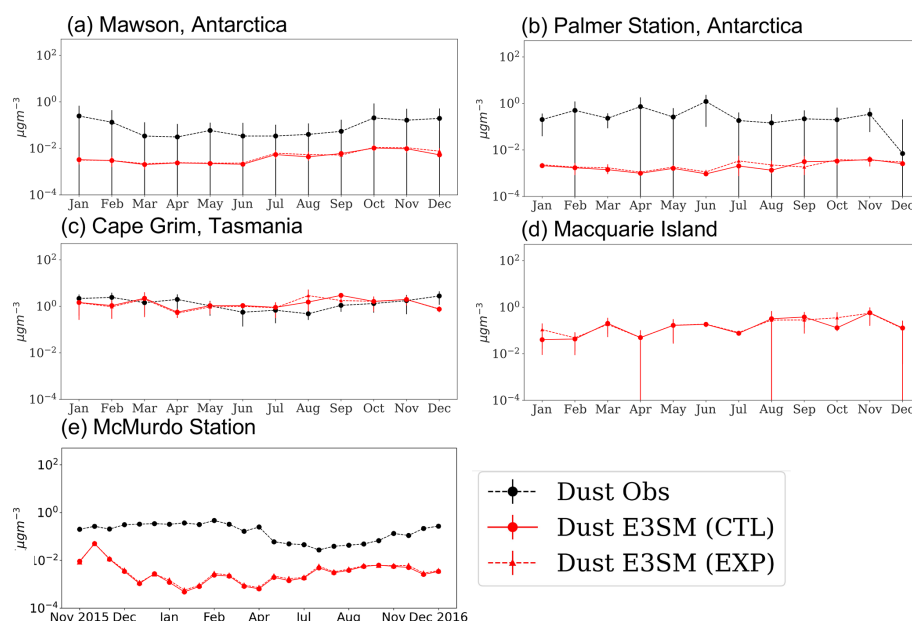 (a) Mawson, Antarctica
(b) Palmer Station, Antarctica
10²
10⁰
10⁻²
10⁻⁴
μgm⁻³
Jan Feb Mar Apr May Jun Jul Aug Sep Oct Nov Dec
10²
10⁰
10⁻²
10⁻⁴
μgm⁻³
Jan Feb Mar Apr May Jun Jul Aug Sep Oct Nov Dec
(c) Cape Grim, Tasmania
(d) Macquarie Island
10²
10⁰
10⁻²
10⁻⁴
μgm⁻³
Jan Feb Mar Apr May Jun Jul Aug Sep Oct Nov Dec
10²
10⁰
10⁻²
10⁻⁴
μgm⁻³
Jan Feb Mar Apr May Jun Jul Aug Sep Oct Nov Dec
(e) McMurdo Station
10²
10⁰
10⁻²
10⁻⁴
μgm⁻³
Nov 2015 Dec Jan Feb Apr Jul Aug Nov Dec 2016
Dust Obs
Dust E3SM (CTL)
Dust E3SM (EXP)